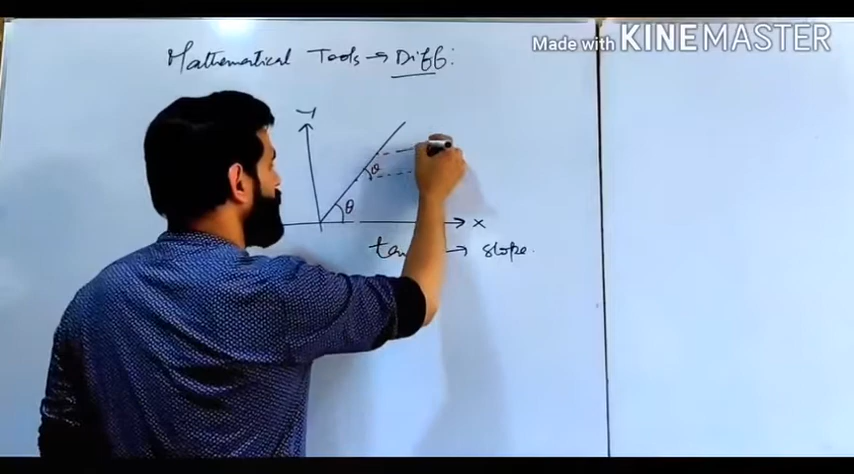 Made with KINEMASTER
Mathematical Tools → Diff:
Y
θ
θ
X
tan → slope.